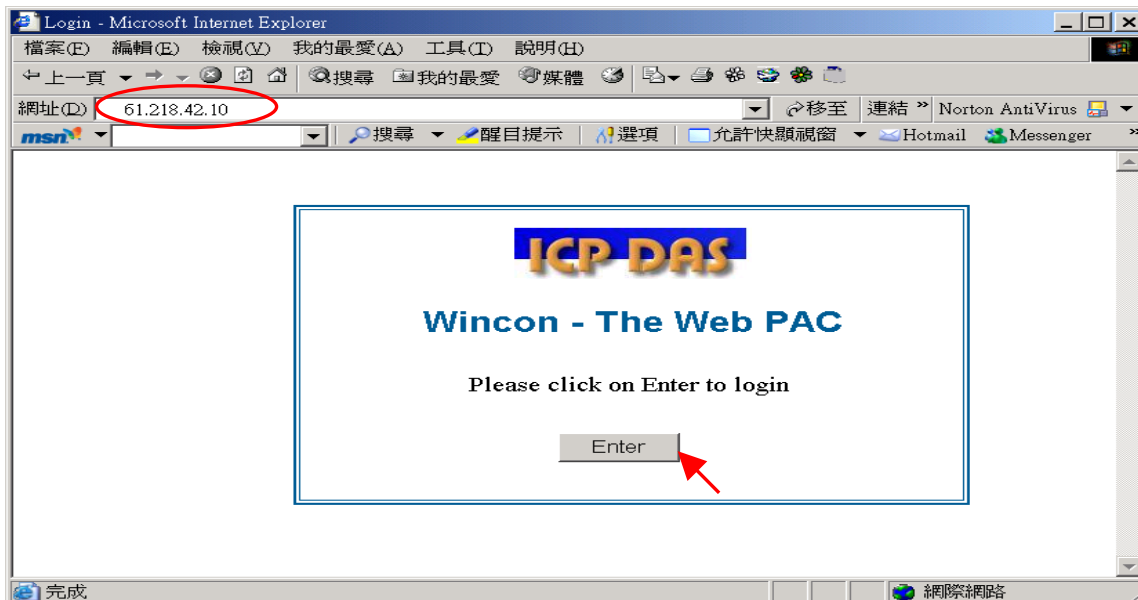 Login - Microsoft Internet Explorer
檔案(F) 編輯(E) 檢視(V) 我的最愛(A) 工具(T) 說明(H)
上一頁 搜尋 我的最愛 媒體
網址(D) 61.218.42.10 移至 連結 » Norton AntiVirus
msn 搜尋 醒目提示 選項 允許快顯視窗 Hotmail Messenger »
ICP DAS
Wincon - The Web PAC
Please click on Enter to login
Enter
完成 網際網路